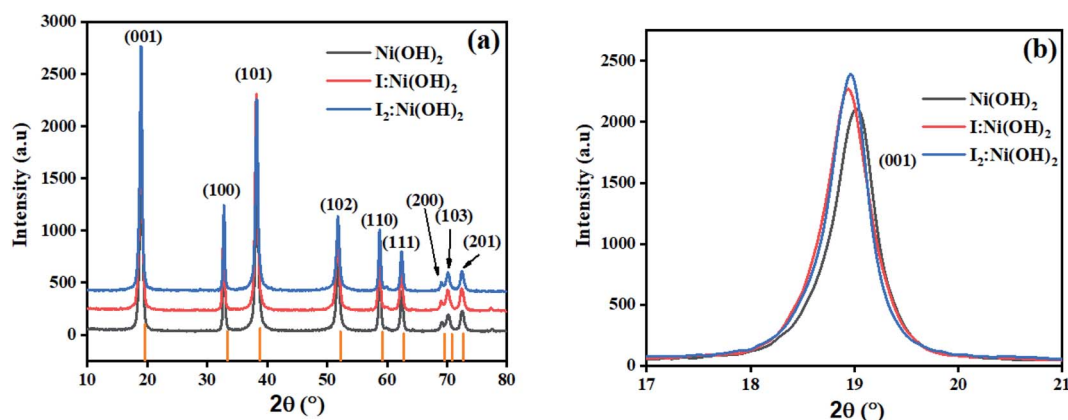 (a)
3000
2500
2000
1500
1000
500
0
Intensity (a.u)
(001)
(100)
(101)
(102)
(110)
(111)
(200)
(103)
(201)
Ni(OH)₂
I:Ni(OH)₂
I₂:Ni(OH)₂
10 20 30 40 50 60 70 80
2θ (°)
(b)
2500
2000
1500
1000
500
0
Intensity (a.u)
Ni(OH)₂
I:Ni(OH)₂
I₂:Ni(OH)₂
(001)
17 18 19 20 21
2θ (°)